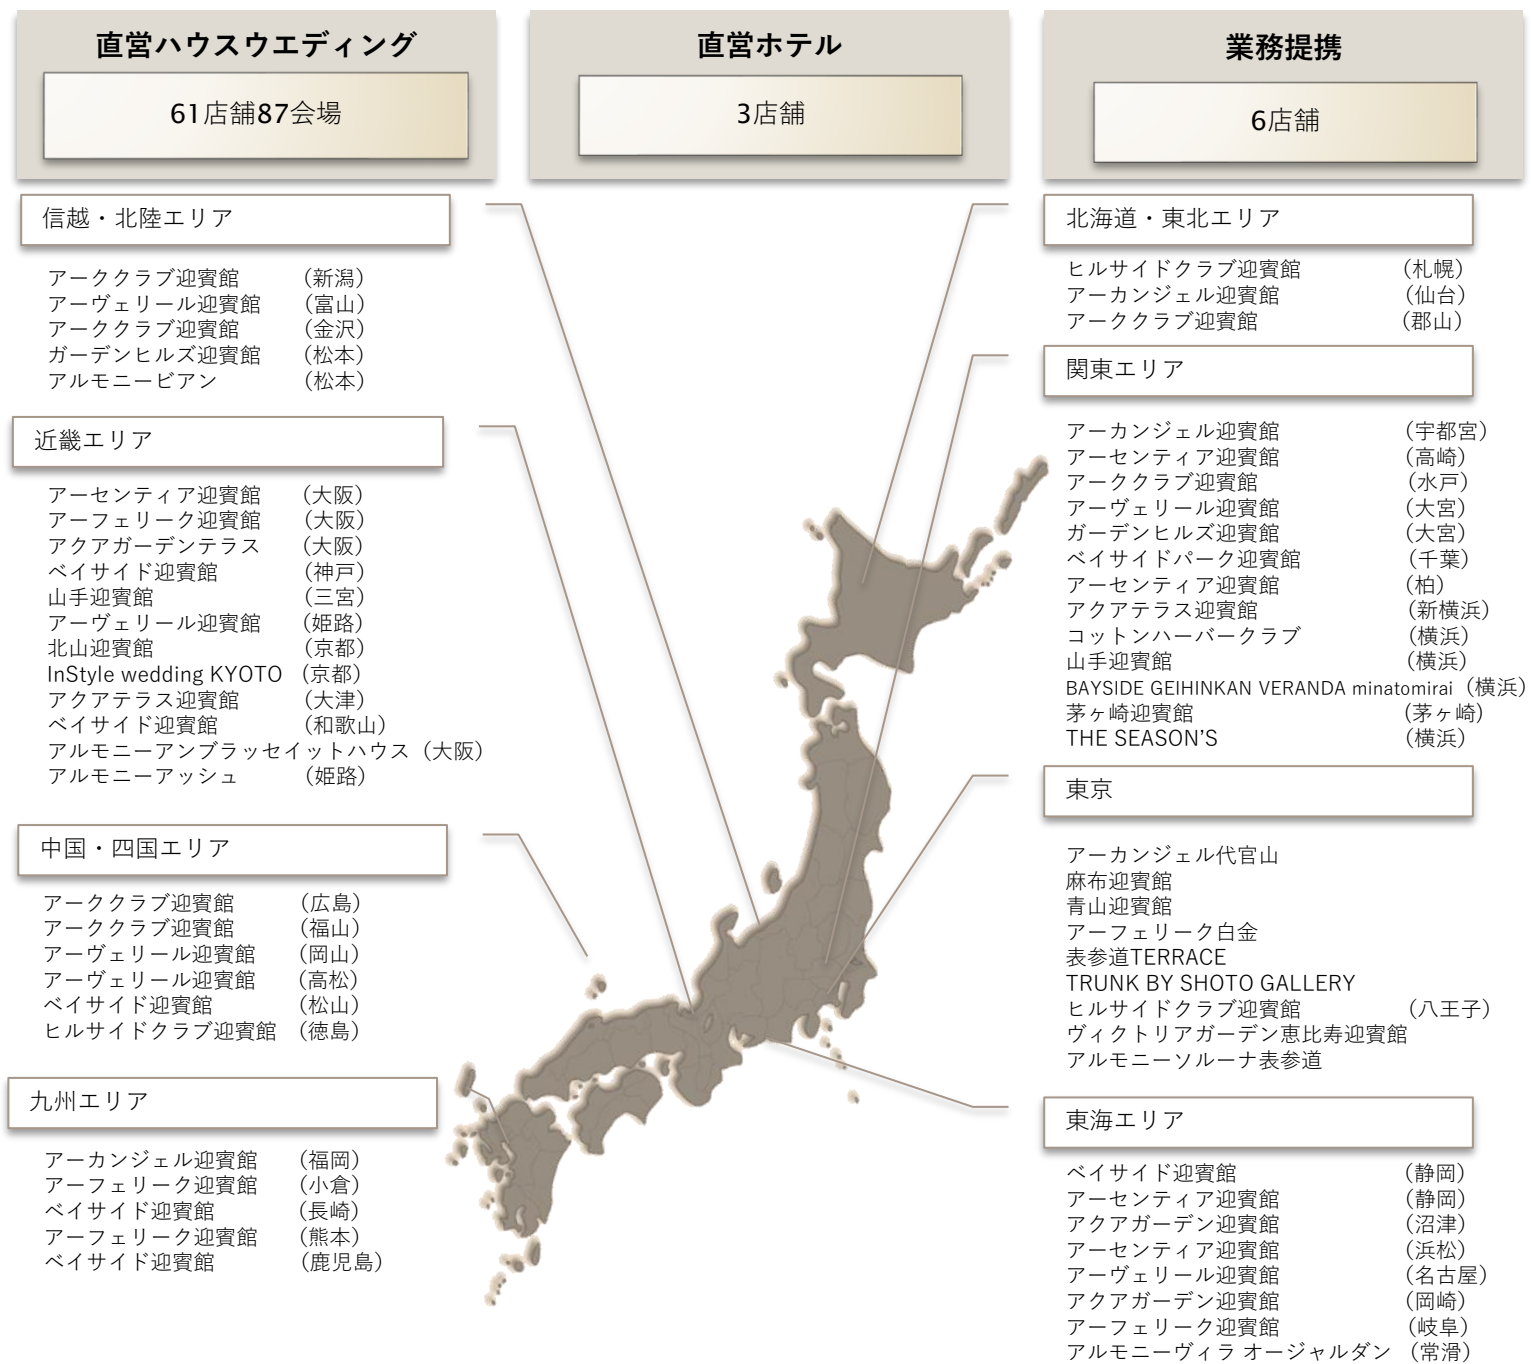 直営ハウスウエディング
61店舗87会場
直営ホテル
3店舗
業務提携
6店舗
信越・北陸エリア
アーククラブ迎賓館 （新潟）
アーヴェリール迎賓館 （富山）
アーククラブ迎賓館 （金沢）
ガーデンヒルズ迎賓館 （松本）
アルモニービアン （松本）
近畿エリア
アーセンティア迎賓館 （大阪）
アーフェリーク迎賓館 （大阪）
アクアガーデンテラス （大阪）
ベイサイド迎賓館 （神戸）
山手迎賓館 （三宮）
アーヴェリール迎賓館 （姫路）
北山迎賓館 （京都）
InStyle wedding KYOTO （京都）
アクアテラス迎賓館 （大津）
ベイサイド迎賓館 （和歌山）
アルモニーアンブラッセイットハウス（大阪）
アルモニーアッシュ （姫路）
中国・四国エリア
アーククラブ迎賓館 （広島）
アーククラブ迎賓館 （福山）
アーヴェリール迎賓館 （岡山）
アーヴェリール迎賓館 （高松）
ベイサイド迎賓館 （松山）
ヒルサイドクラブ迎賓館 （徳島）
九州エリア
アーカンジェル迎賓館 （福岡）
アーフェリーク迎賓館 （小倉）
ベイサイド迎賓館 （長崎）
アーフェリーク迎賓館 （熊本）
ベイサイド迎賓館 （鹿児島）
北海道・東北エリア
ヒルサイドクラブ迎賓館 （札幌）
アーカンジェル迎賓館 （仙台）
アーククラブ迎賓館 （郡山）
関東エリア
アーカンジェル迎賓館 （宇都宮）
アーセンティア迎賓館 （高崎）
アーククラブ迎賓館 （水戸）
アーヴェリール迎賓館 （大宮）
ガーデンヒルズ迎賓館 （大宮）
ベイサイドパーク迎賓館 （千葉）
アーセンティア迎賓館 （柏）
アクアテラス迎賓館 （新横浜）
コットンハーバークラブ （横浜）
山手迎賓館 （横浜）
BAYSIDE GEIHINKAN VERANDA minatomirai（横浜）
茅ヶ崎迎賓館 （茅ヶ崎）
THE SEASON'S （横浜）
東京
アーカンジェル代官山
麻布迎賓館
青山迎賓館
アーフェリーク白金
表参道TERRACE
TRUNK BY SHOTO GALLERY
ヒルサイドクラブ迎賓館 （八王子）
ヴィクトリアガーデン恵比寿迎賓館
アルモニーソルーナ表参道
東海エリア
ベイサイド迎賓館 （静岡）
アーセンティア迎賓館 （静岡）
アクアガーデン迎賓館 （沼津）
アーセンティア迎賓館 （浜松）
アーヴェリール迎賓館 （名古屋）
アクアガーデン迎賓館 （岡崎）
アーフェリーク迎賓館 （岐阜）
アルモニーヴィラ オージャルダン （常滑）